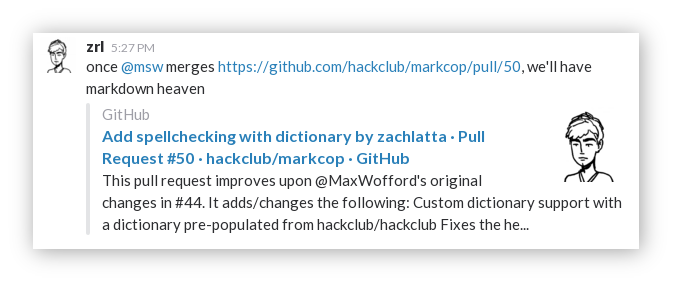 zrl 5:27 PM
once @msw merges https://github.com/hackclub/markcop/pull/50, we'll have
markdown heaven
GitHub
Add spellchecking with dictionary by zachlatta · Pull
Request #50 · hackclub/markcop · GitHub
This pull request improves upon @MaxWofford's original
changes in #44. It adds/changes the following: Custom dictionary support with
a dictionary pre-populated from hackclub/hackclub Fixes the he...